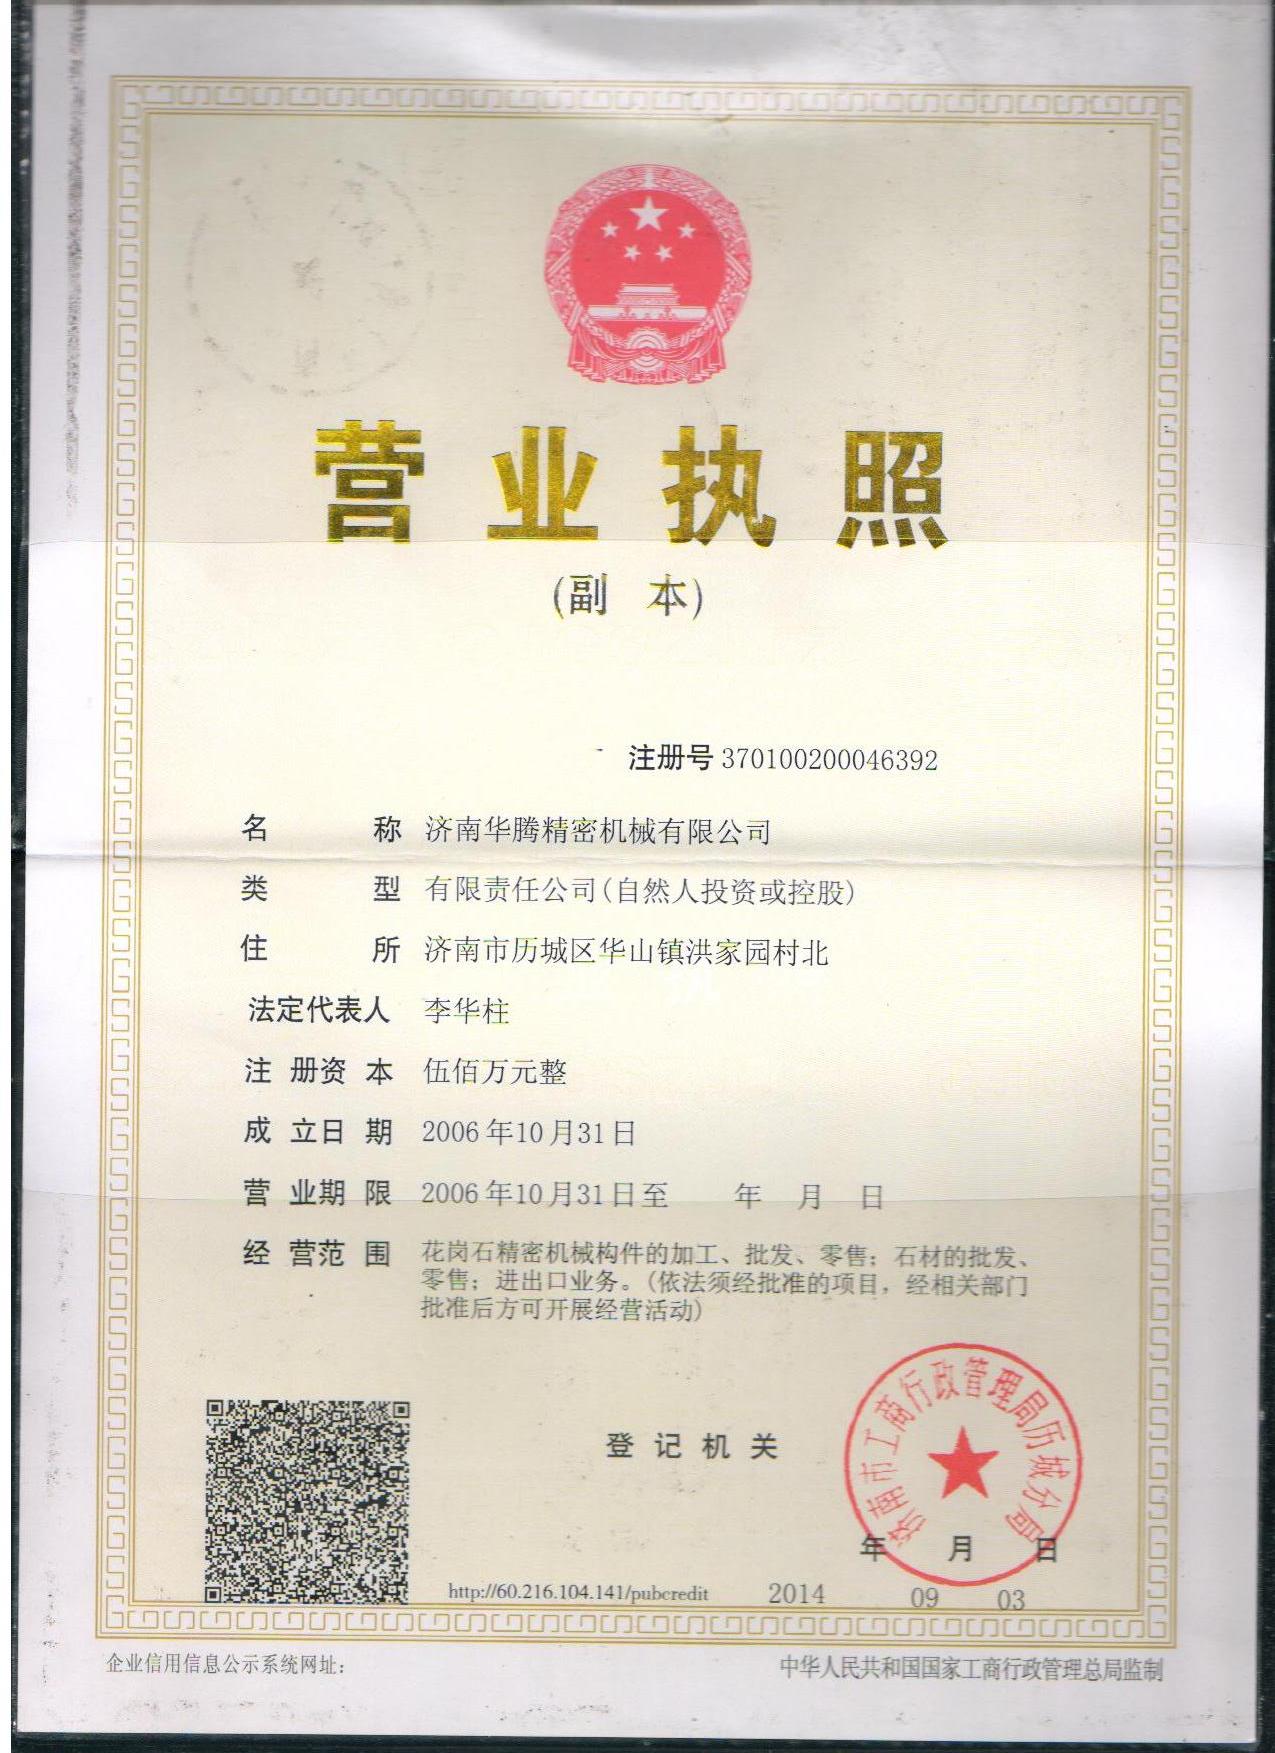 营业执照
(副 本)
注册号 370100200046392
名 称 济南华腾精密机械有限公司
类 型 有限责任公司(自然人投资或控股)
住 所 济南市历城区华山镇洪家园村北
法定代表人 李华柱
注册资本 伍佰万元整
成立日期 2006年10月31日
营业期限 2006年10月31日至 年 月 日
经营范围 花岗石精密机械构件的加工、批发、零售；石材的批发、
零售；进出口业务。(依法须经批准的项目，经相关部门
批准后方可开展经营活动)
济南市工商行政管理局历城分局
登记机关
年 月 日
http://60.216.104.141/pubcredit 2014 09 03
企业信用信息公示系统网址： 中华人民共和国国家工商行政管理总局监制